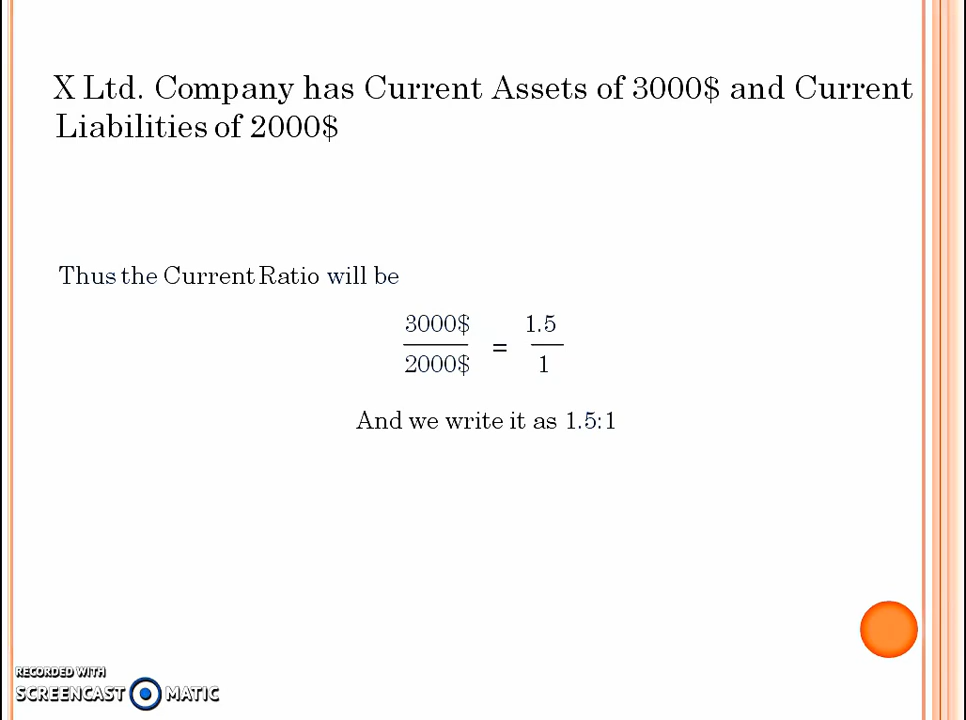 X Ltd. Company has Current Assets of 3000$ and Current
Liabilities of 2000$
Thus the Current Ratio will be
3000$
2000$
=
1.5
1
And we write it as 1.5:1
RECORDED WITH
SCREENCAST MATIC